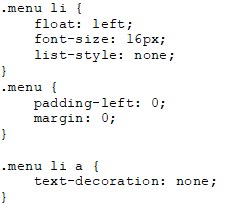 .menu li {
    float: left;
    font-size: 16px;
    list-style: none;
}
.menu {
    padding-left: 0;
    margin: 0;
}

.menu li a {
    text-decoration: none;
}